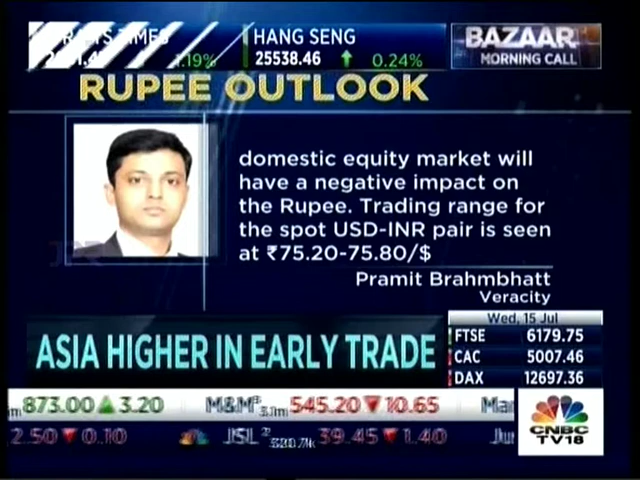 1.19%
HANG SENG
25538.46 0.24%
BAZAAR
MORNING CALL
RUPEE OUTLOOK
domestic equity market will
have a negative impact on
the Rupee. Trading range for
the spot USD-INR pair is seen
at ₹75.20-75.80/$
Pramit Brahmbhatt
Veracity
Wed, 15 Jul
FTSE 6179.75
CAC 5007.46
DAX 12697.36
ASIA HIGHER IN EARLY TRADE
873.00 3.20 M&M 545.20 10.65
2.50 0.10 JSL 39.45 1.40
CNBC
TV18